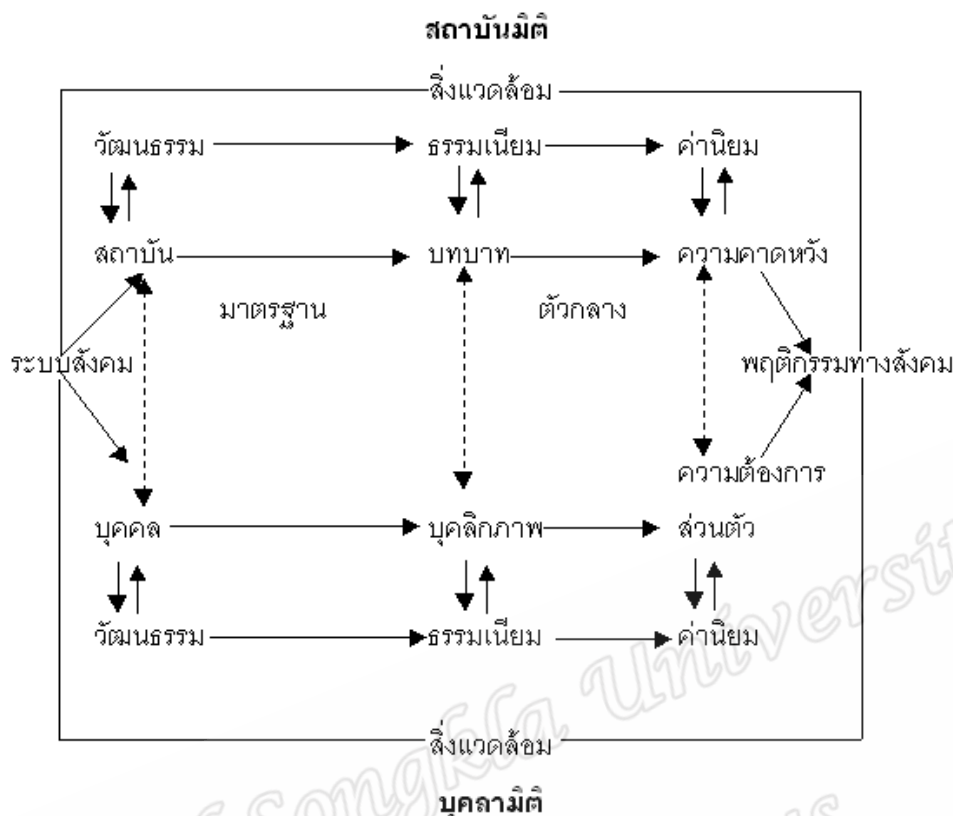 สถาบันมิติ
สิ่งแวดล้อม
วัฒนธรรม ธรรมเนียม ค่านิยม
สถาบัน บทบาท ความคาดหวัง
มาตรฐาน ตัวกลาง
ระบบสังคม พฤติกรรมทางสังคม
ความต้องการ
บุคคล บุคลิกภาพ ส่วนตัว
วัฒนธรรม ธรรมเนียม ค่านิยม
สิ่งแวดล้อม
บุคลามิติ
Songkla Universit